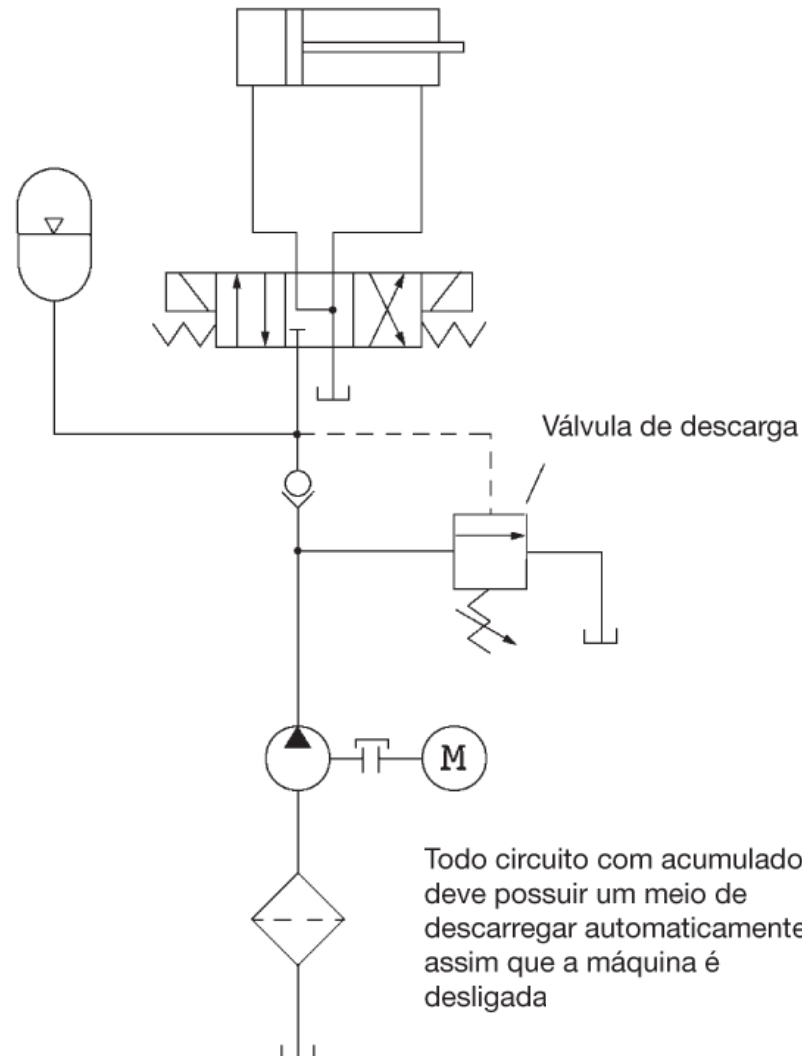 Válvula de descarga
M
Todo circuito com acumulado
deve possuir um meio de
descarregar automaticamente
assim que a máquina é
desligada